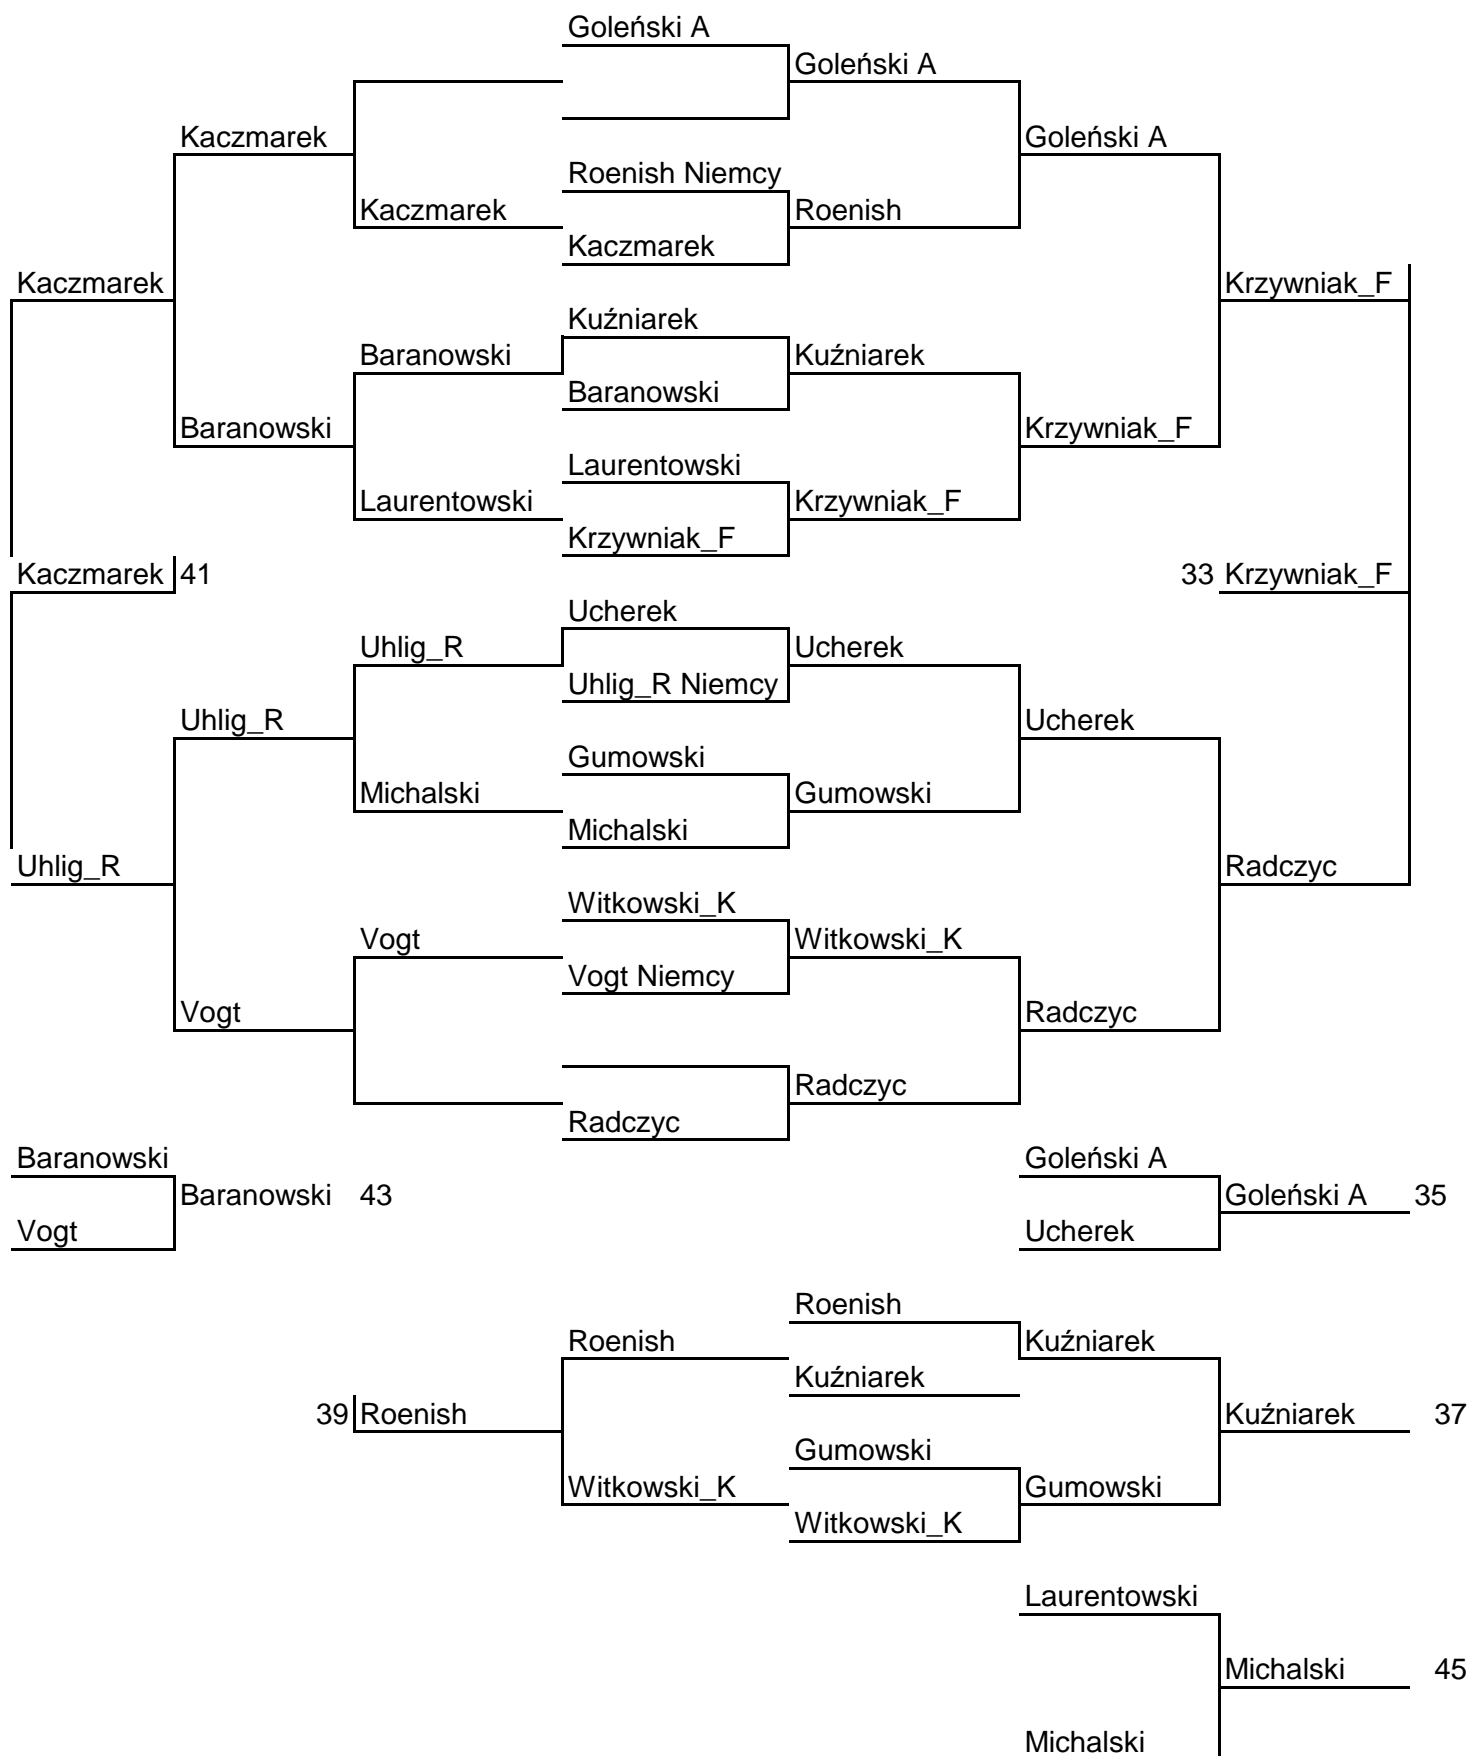 Goleński A
Goleński A
Kaczmarek
Goleński A
Roenish Niemcy
Kaczmarek
Roenish
Kaczmarek
Kaczmarek
Krzywniak_F
Kuźniarek
Baranowski
Kuźniarek
Baranowski
Baranowski
Krzywniak_F
Laurentowski
Laurentowski
Krzywniak_F
Krzywniak_F
Kaczmarek 41
33 Krzywniak_F
Ucherek
Uhlig_R
Ucherek
Uhlig_R Niemcy
Uhlig_R
Ucherek
Gumowski
Michalski
Gumowski
Michalski
Uhlig_R
Radczyc
Witkowski_K
Vogt
Witkowski_K
Vogt Niemcy
Vogt
Radczyc
Radczyc
Radczyc
Baranowski
Goleński A
Baranowski 43
Goleński A 35
Vogt
Ucherek
Roenish
Roenish
Kuźniarek
Kuźniarek
39 Roenish
Kuźniarek 37
Gumowski
Witkowski_K
Gumowski
Witkowski_K
Laurentowski
Michalski 45
Michalski